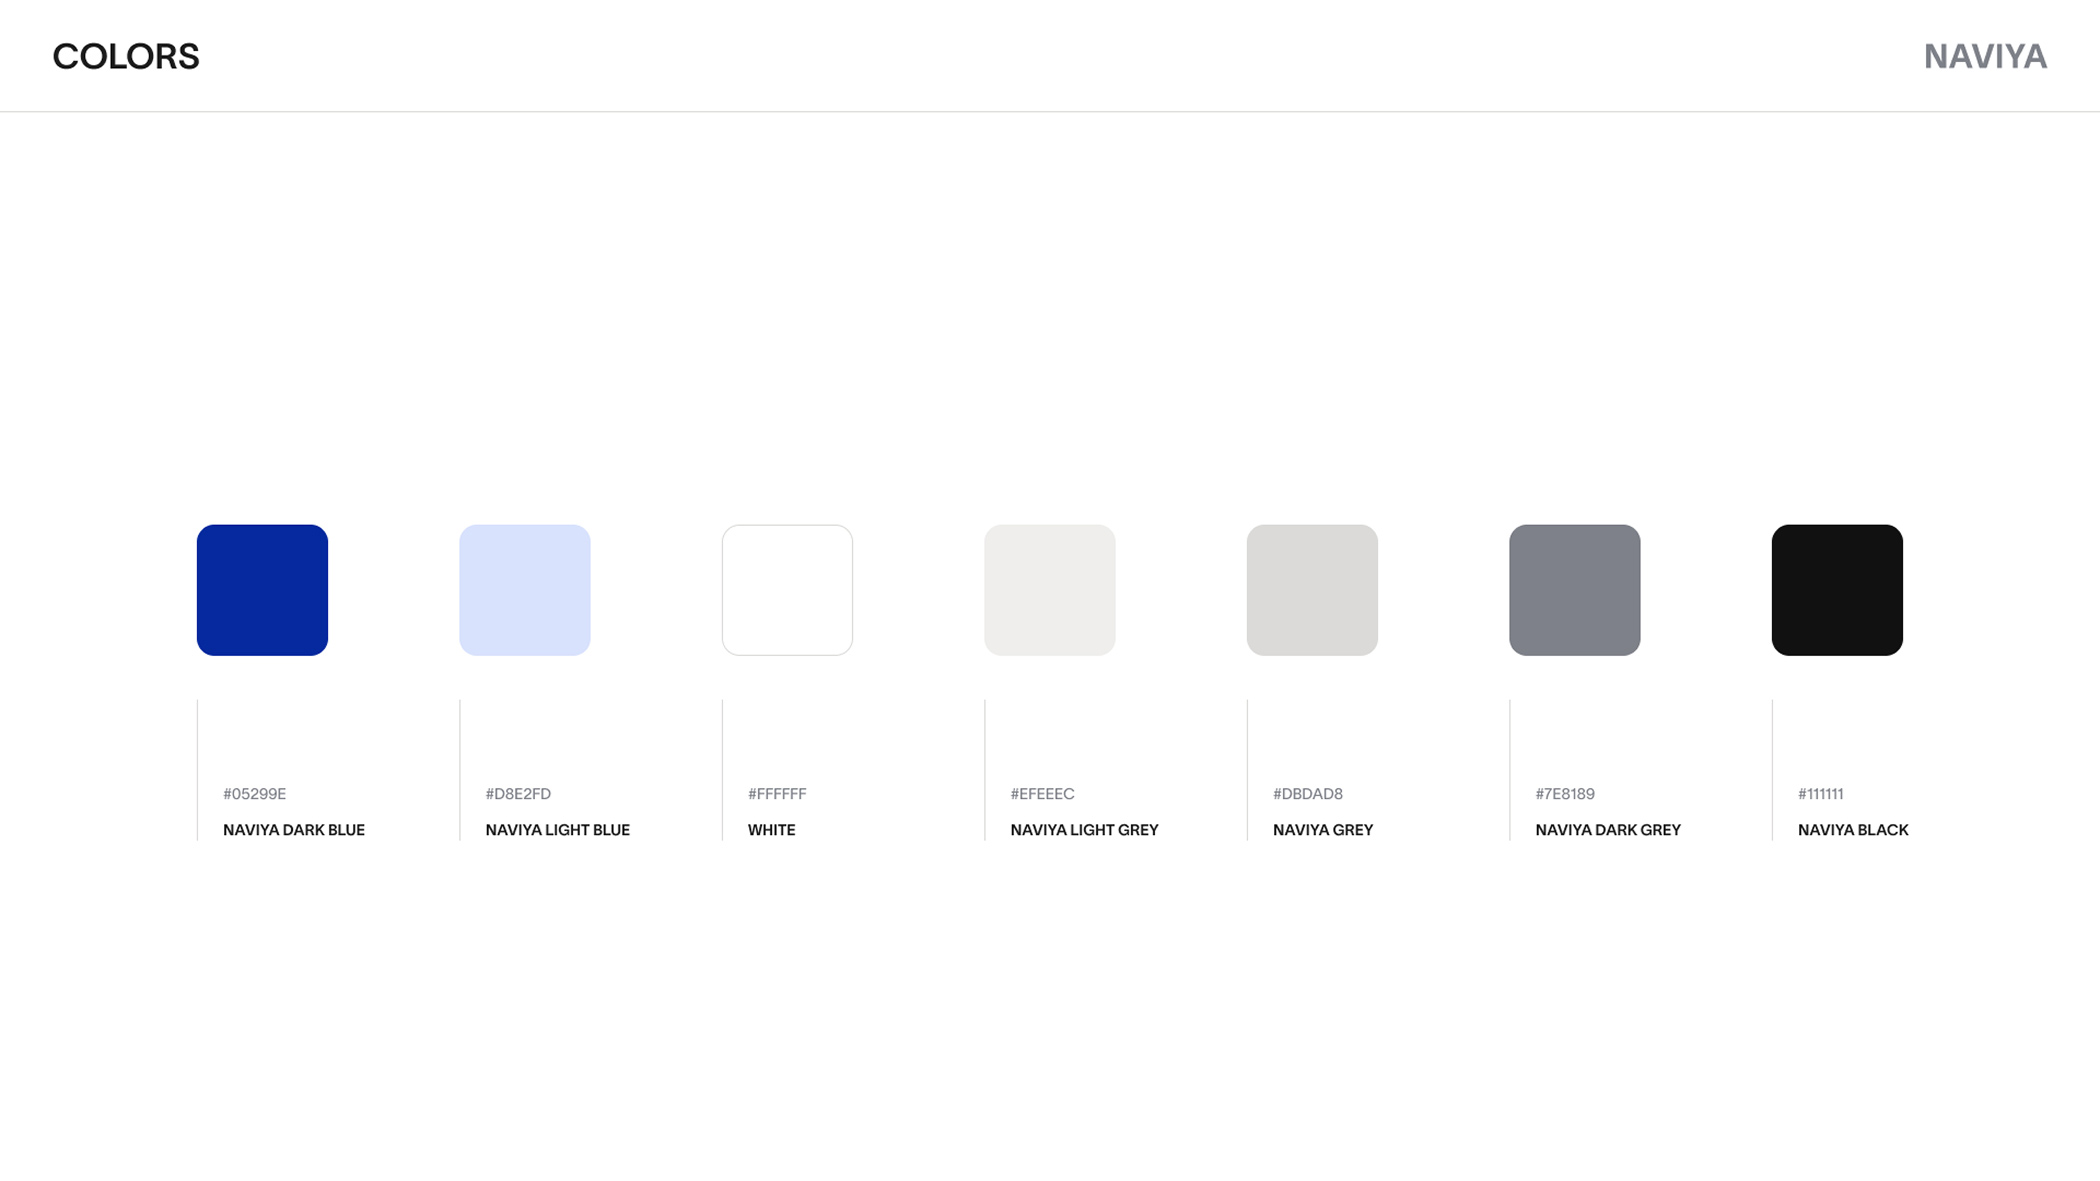 COLORS
NAVIYA
#05299E
NAVIYA DARK BLUE
#D8E2FD
NAVIYA LIGHT BLUE
#FFFFFF
WHITE
#EFEEEC
NAVIYA LIGHT GREY
#DBDAD8
NAVIYA GREY
#7E8189
NAVIYA DARK GREY
#111111
NAVIYA BLACK